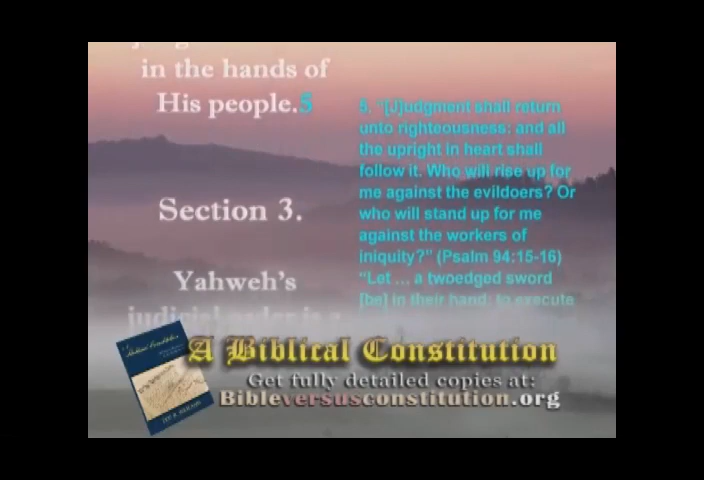 in the hands of
His people.5
Section 3.
Yahweh's
judicial order is a
5. "[J]udgment shall return
unto righteousness: and all
the upright in heart shall
follow it. Who will rise up for
me against the evildoers? Or
who will stand up for me
against the workers of
iniquity?" (Psalm 94:15-16)
"Let ... a twoedged sword
[be] in their hand; to execute
A Biblical Constitution
Get fully detailed copies at:
Bibleversusconstitution.org